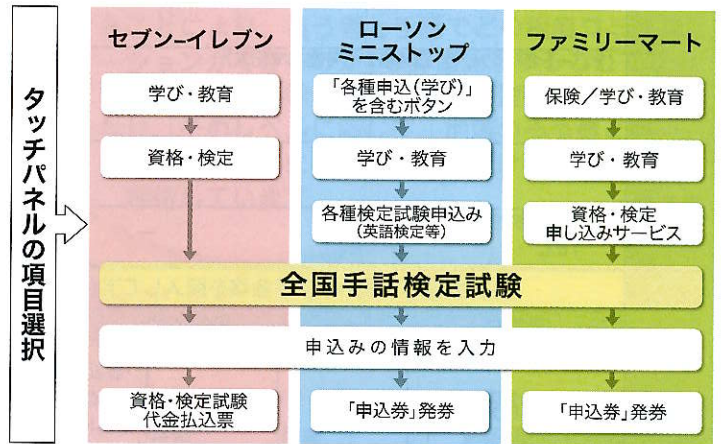 タッチパネルの項目選択
セブン-イレブン
学び・教育
資格・検定
ローソン
ミニストップ
「各種申込(学び)」
を含むボタン
学び・教育
各種検定試験申込み
(英語検定等)
ファミリーマート
保険／学び・教育
学び・教育
資格・検定
申し込みサービス
全国手話検定試験
申込みの情報を入力
資格・検定試験
代金払込票
「申込券」発券
「申込券」発券